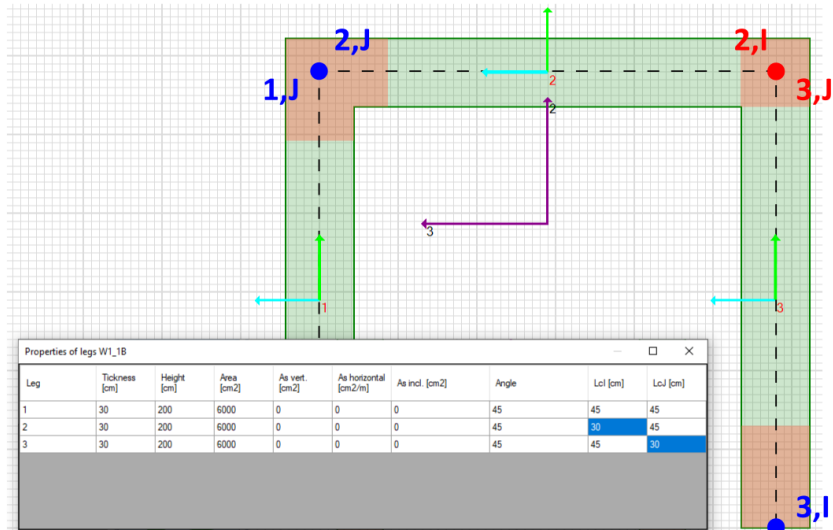 2,J
2,I
1,J
3,J
2
2
3
1
3
Properties of legs W1_1B
Leg Tickness [cm] Height [cm] Area [cm2] As vert. [cm2] As horizontal [cm2/m] As incl. [cm2] Angle LcI [cm] LcJ [cm]
1 30 200 6000 0 0 0 45 45 45
2 30 200 6000 0 0 0 45 30 45
3 30 200 6000 0 0 0 45 45 30
3,I